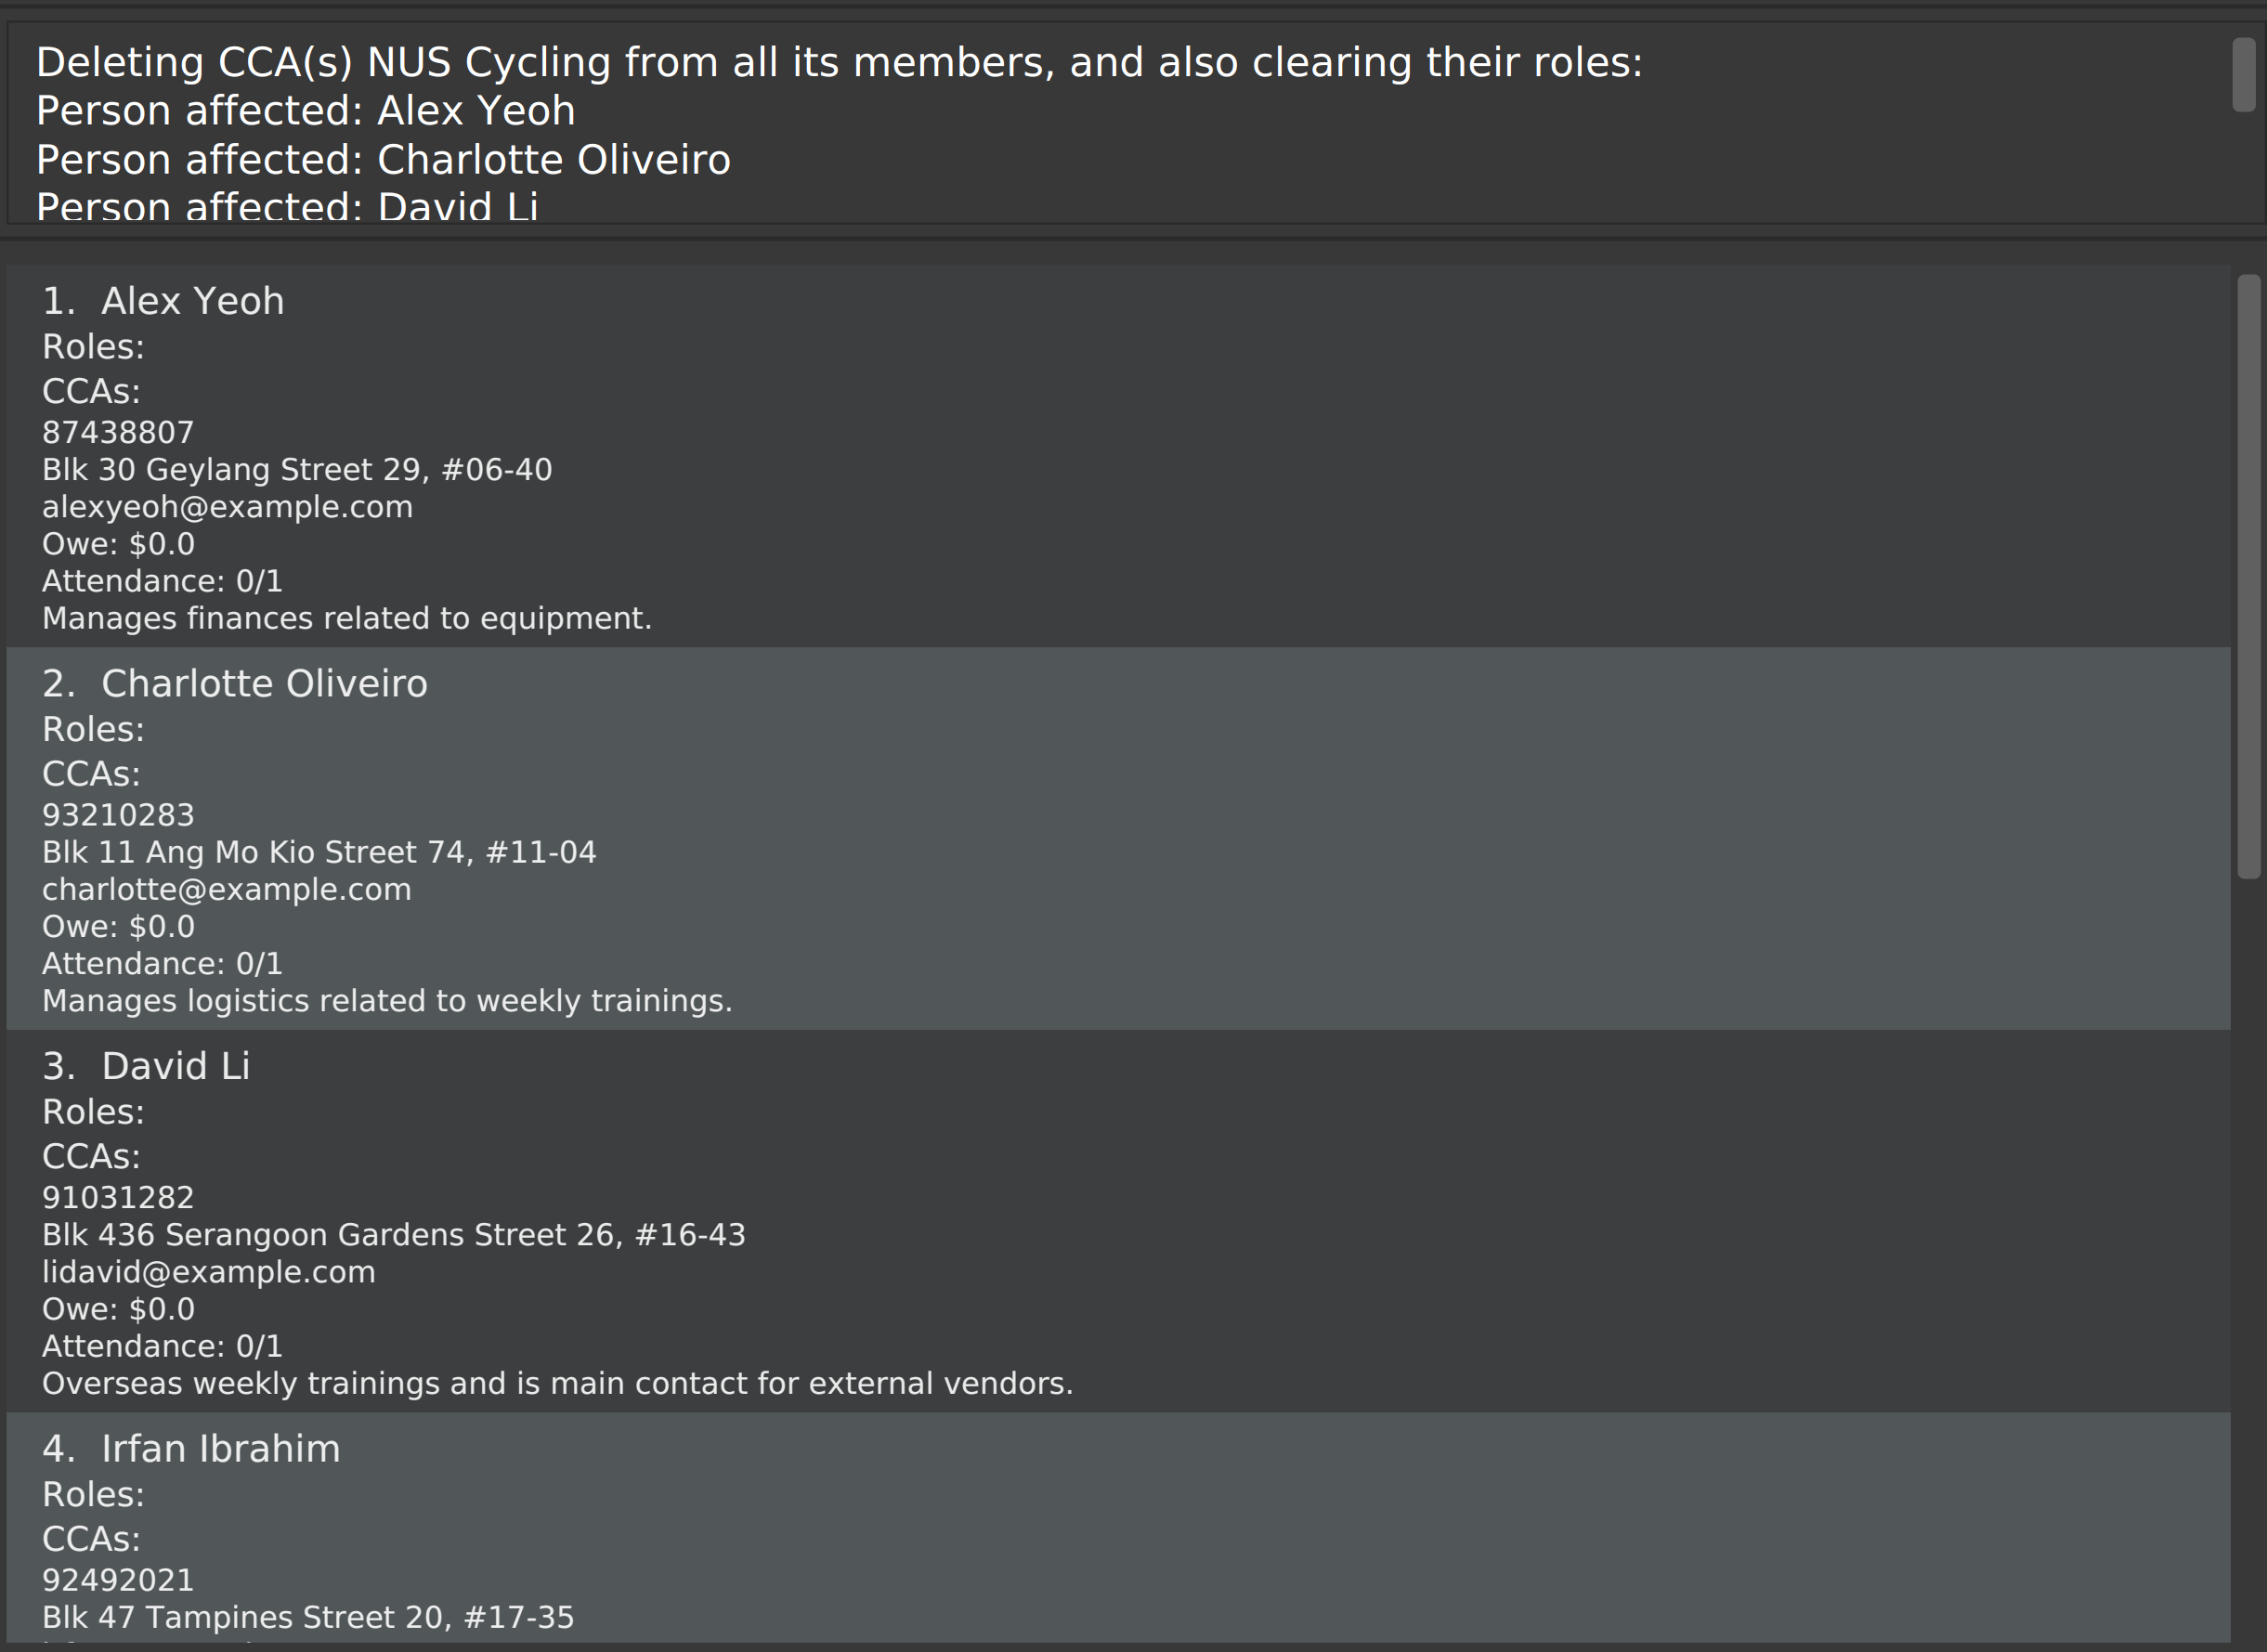 Deleting CCA(s) NUS Cycling from all its members, and also clearing their roles:
Person affected: Alex Yeoh
Person affected: Charlotte Oliveiro
Person affected: David Li
1. Alex Yeoh
Roles:
CCAs:
87438807
Blk 30 Geylang Street 29, #06-40
alexyeoh@example.com
Owe: $0.0
Attendance: 0/1
Manages finances related to equipment.
2. Charlotte Oliveiro
Roles:
CCAs:
93210283
Blk 11 Ang Mo Kio Street 74, #11-04
charlotte@example.com
Owe: $0.0
Attendance: 0/1
Manages logistics related to weekly trainings.
3. David Li
Roles:
CCAs:
91031282
Blk 436 Serangoon Gardens Street 26, #16-43
lidavid@example.com
Owe: $0.0
Attendance: 0/1
Overseas weekly trainings and is main contact for external vendors.
4. Irfan Ibrahim
Roles:
CCAs:
92492021
Blk 47 Tampines Street 20, #17-35